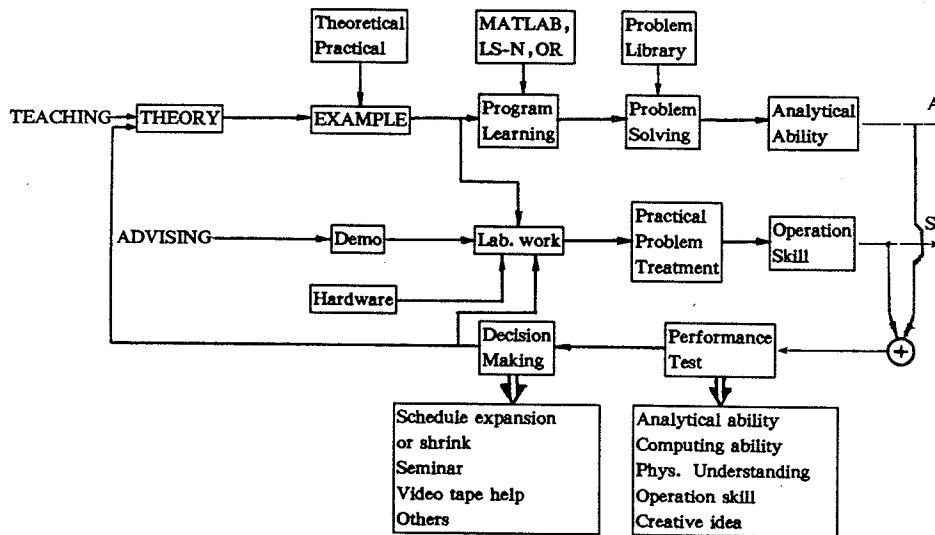 Theoretical
Practical
MATLAB,
LS-N, OR
Problem
Library
TEACHING
THEORY
EXAMPLE
Program
Learning
Problem
Solving
Analytical
Ability
A
ADVISING
Demo
Lab. work
Practical
Problem
Treatment
Operation
Skill
S
Hardware
Decision
Making
Performance
Test
+
Schedule expansion
or shrink
Seminar
Video tape help
Others
Analytical ability
Computing ability
Phys. Understanding
Operation skill
Creative idea